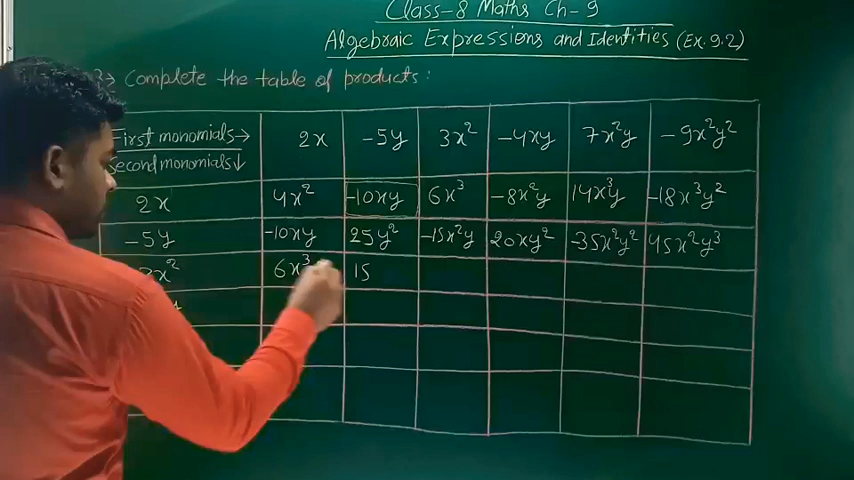 Class-8 Maths Ch-9
Algebraic Expressions and Identities (Ex.9.2)
3→ Complete the table of products:
First monomials→ 2x -5y 3x² -4xy 7x²y -9x²y²
Second monomials↓
2x 4x² -10xy 6x³ -8x²y 14x³y -18x³y²
-5y -10xy 25y² -15x²y 20xy² -35x²y² 45x²y³
3x² 6x³ 15